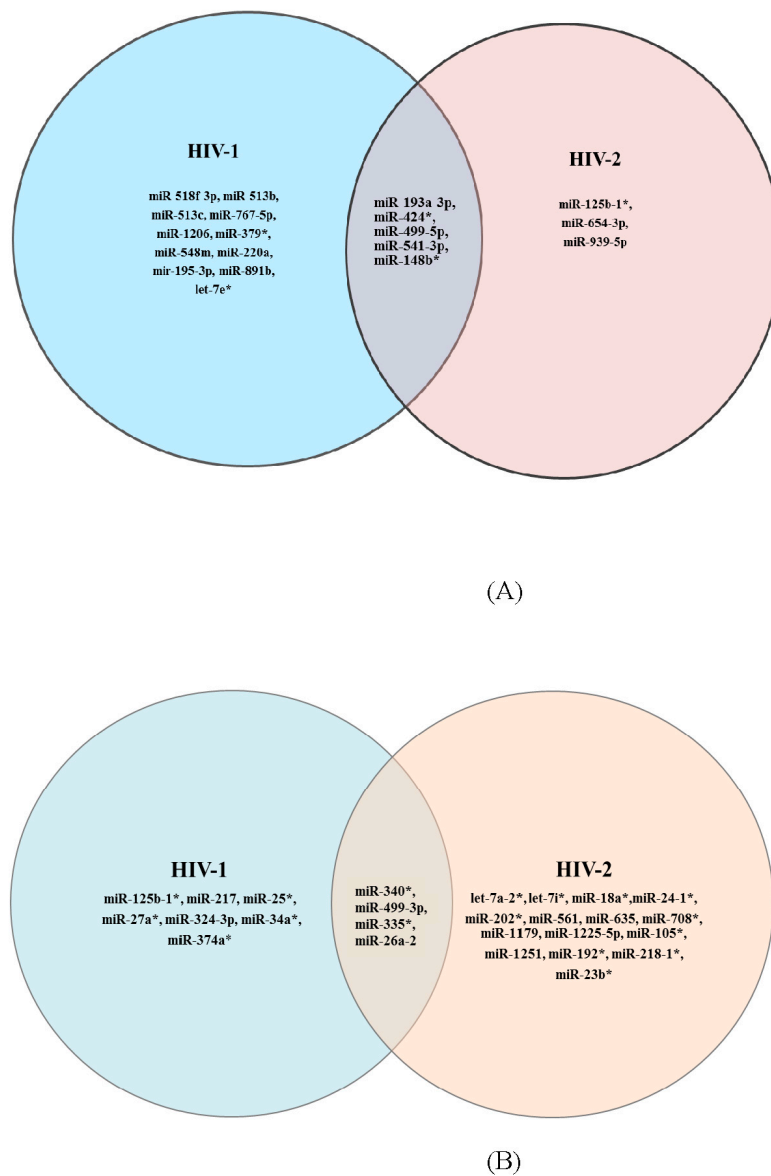 HIV-1
miR 518f 3p, miR 513b,
miR-513c, miR-767-5p,
miR-1206, miR-379*,
miR-548m, miR-220a,
mir-195-3p, miR-891b,
let-7e*
miR 193a 3p,
miR-424*,
miR-499-5p,
miR-541-3p,
miR-148b*
HIV-2
miR-125b-1*,
miR-654-3p,
miR-939-5p
(A)
HIV-1
miR-125b-1*, miR-217, miR-25*,
miR-27a*, miR-324-3p, miR-34a*,
miR-374a*
miR-340*,
miR-499-3p,
miR-335*,
miR-26a-2
HIV-2
let-7a-2*, let-7i*, miR-18a*,miR-24-1*,
miR-202*, miR-561, miR-635, miR-708*,
miR-1179, miR-1225-5p, miR-105*,
miR-1251, miR-192*, miR-218-1*,
miR-23b*
(B)